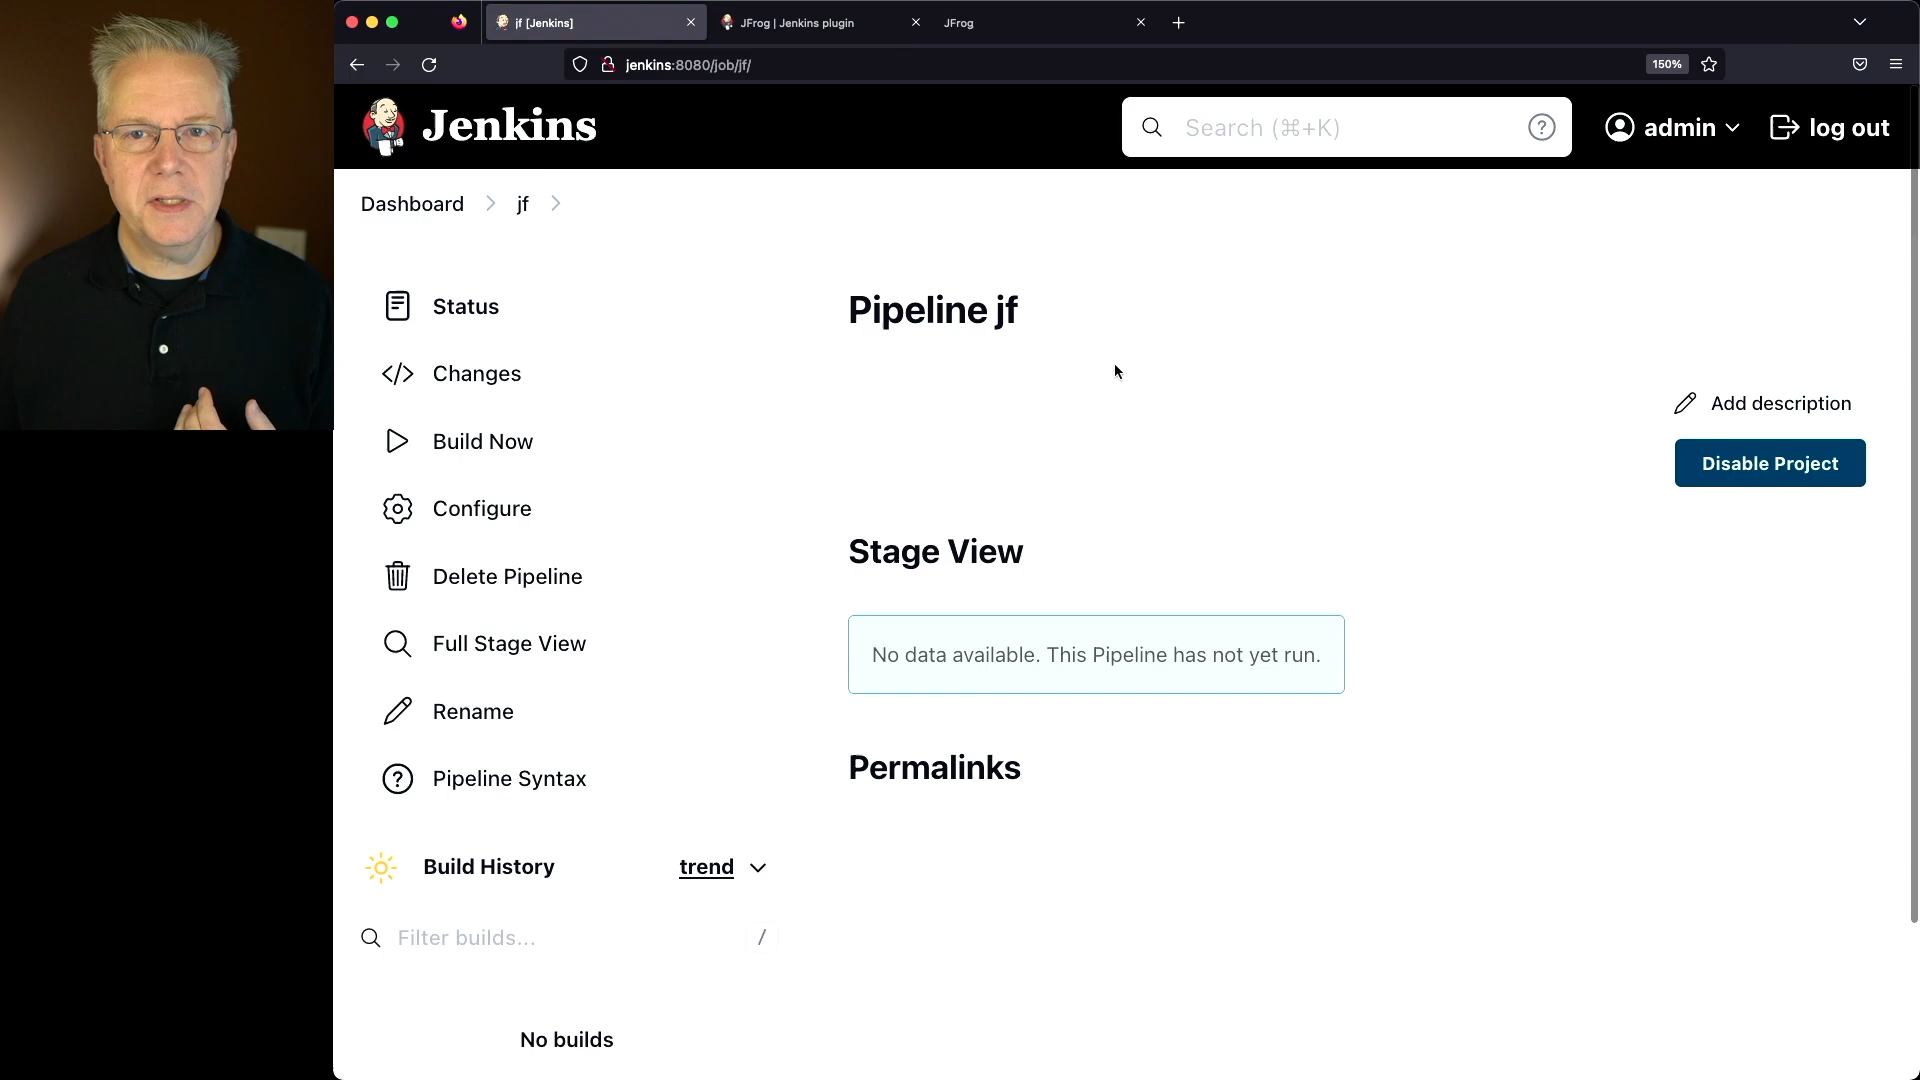 jf [Jenkins]
JFrog | Jenkins plugin
JFrog
jenkins:8080/job/jf/
150%
Jenkins
Search (⌘+K)
admin
log out
Dashboard
jf
Status
Changes
Build Now
Configure
Delete Pipeline
Full Stage View
Rename
Pipeline Syntax
Build History
trend
Filter builds...
/
No builds
Pipeline jf
Add description
Disable Project
Stage View
No data available. This Pipeline has not yet run.
Permalinks